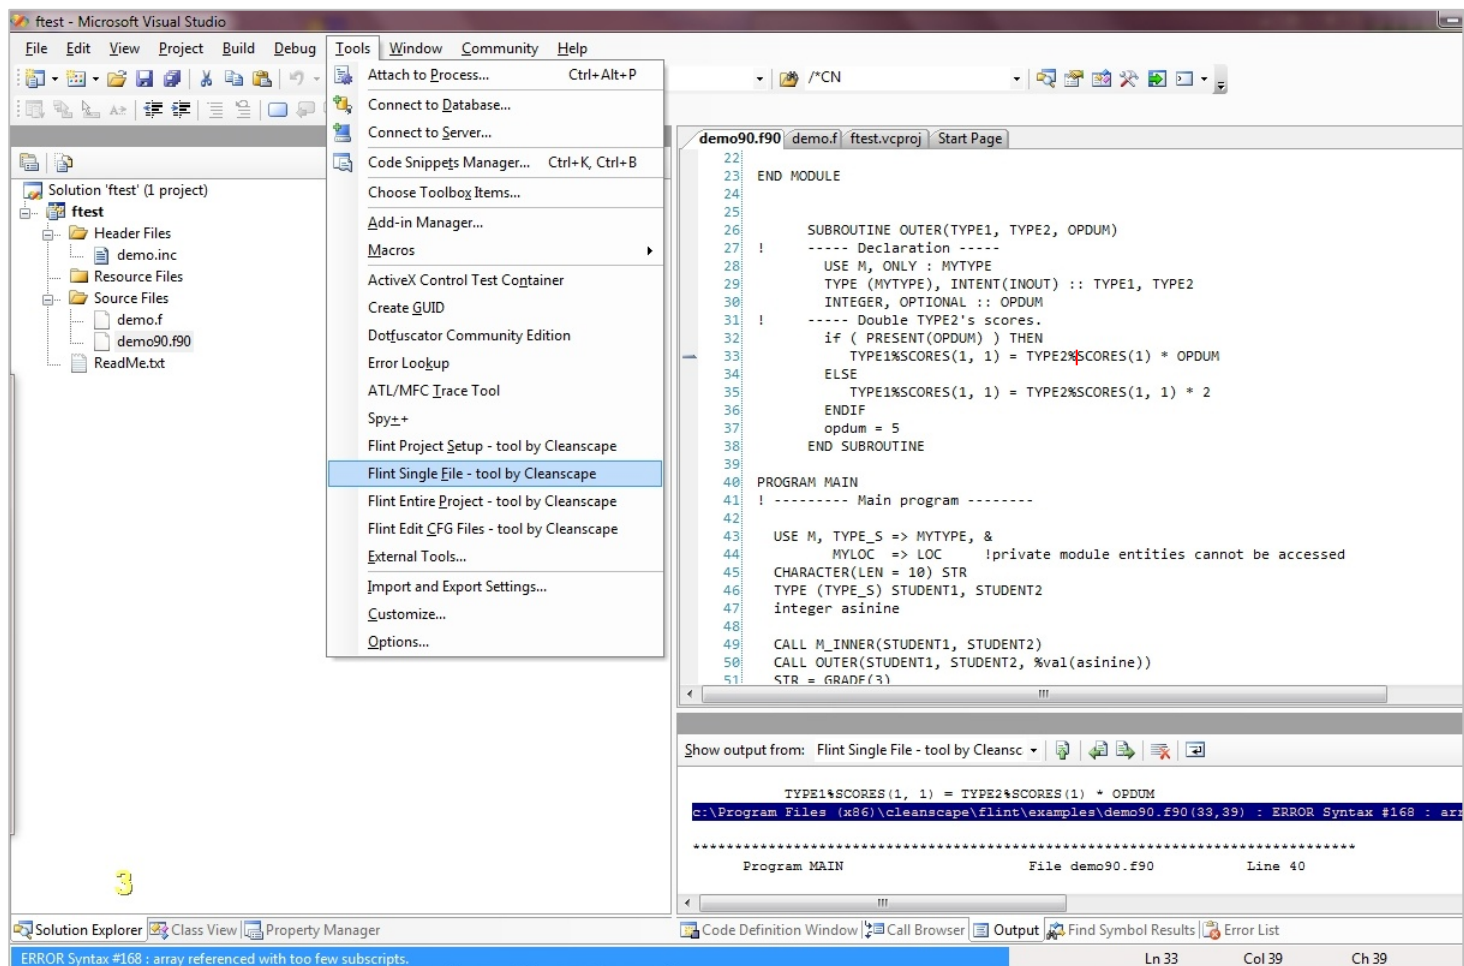 ftest - Microsoft Visual Studio
File Edit View Project Build Debug Tools Window Community Help
/*CN
Attach to Process... Ctrl+Alt+P
Connect to Database...
Connect to Server...
Code Snippets Manager... Ctrl+K, Ctrl+B
Choose Toolbox Items...
Add-in Manager...
Macros
ActiveX Control Test Container
Create GUID
Dotfuscator Community Edition
Error Lookup
ATL/MFC Trace Tool
Spy++
Flint Project Setup - tool by Cleanscape
Flint Single File - tool by Cleanscape
Flint Entire Project - tool by Cleanscape
Flint Edit CFG Files - tool by Cleanscape
External Tools...
Import and Export Settings...
Customize...
Options...
Solution 'ftest' (1 project)
ftest
Header Files
demo.inc
Resource Files
Source Files
demo.f
demo90.f90
ReadMe.txt
3
Solution Explorer Class View Property Manager
demo90.f90 demo.f ftest.vcproj Start Page
22
23 END MODULE
24
25
26 SUBROUTINE OUTER(TYPE1, TYPE2, OPDUM)
27 ! ----- Declaration -----
28 USE M, ONLY : MYTYPE
29 TYPE (MYTYPE), INTENT(INOUT) :: TYPE1, TYPE2
30 INTEGER, OPTIONAL :: OPDUM
31 ! ----- Double TYPE2's scores.
32 if ( PRESENT(OPDUM) ) THEN
33 TYPE1%SCORES(1, 1) = TYPE2%SCORES(1) * OPDUM
34 ELSE
35 TYPE1%SCORES(1, 1) = TYPE2%SCORES(1, 1) * 2
36 ENDIF
37 opdum = 5
38 END SUBROUTINE
39
40 PROGRAM MAIN
41 ! --------- Main program --------
42
43 USE M, TYPE_S => MYTYPE, &
44 MYLOC => LOC !private module entities cannot be accessed
45 CHARACTER(LEN = 10) STR
46 TYPE (TYPE_S) STUDENT1, STUDENT2
47 integer asinine
48
49 CALL M_INNER(STUDENT1, STUDENT2)
50 CALL OUTER(STUDENT1, STUDENT2, %val(asinine))
51 STR = GRADE(3)
Show output from: Flint Single File - tool by Cleansc
TYPE1%SCORES(1, 1) = TYPE2%SCORES(1) * OPDUM
c:\Program Files (x86)\cleanscape\flint\examples\demo90.f90(33,39) : ERROR Syntax #168 : arr
*******************************************************************************
Program MAIN File demo90.f90 Line 40
Code Definition Window Call Browser Output Find Symbol Results Error List
ERROR Syntax #168 : array referenced with too few subscripts. Ln 33 Col 39 Ch 39